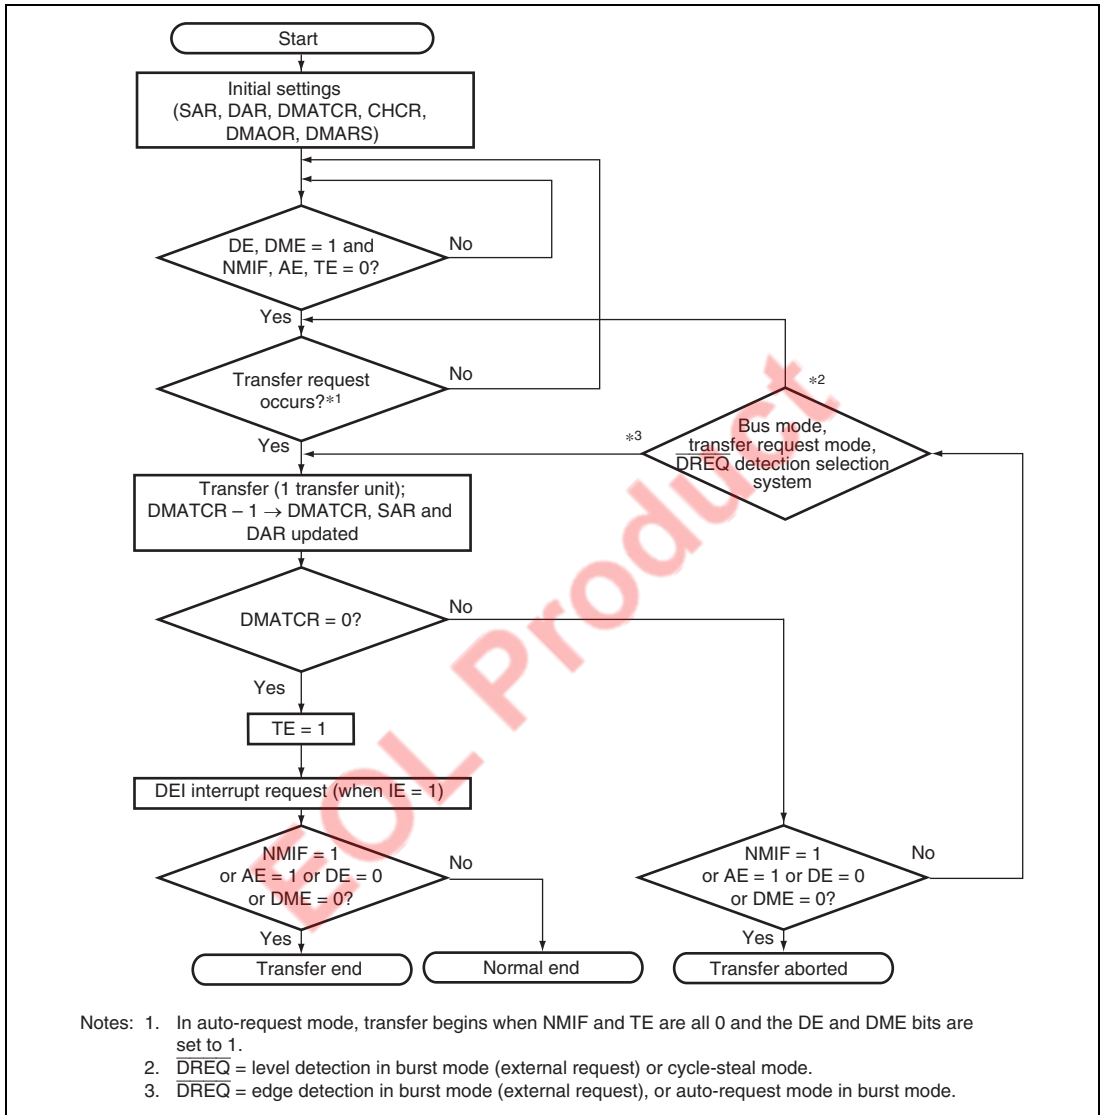 Start
Initial settings
(SAR, DAR, DMATCR, CHCR,
DMAOR, DMARS)
DE, DME = 1 and
NMIF, AE, TE = 0?
No
Yes
Transfer request
occurs?*1
No
Yes
*2
Bus mode,
transfer request mode,
DREQ detection selection
system
*3
Transfer (1 transfer unit);
DMATCR – 1 → DMATCR, SAR and
DAR updated
DMATCR = 0?
No
Yes
TE = 1
DEI interrupt request (when IE = 1)
NMIF = 1
or AE = 1 or DE = 0
or DME = 0?
No
Yes
NMIF = 1
or AE = 1 or DE = 0
or DME = 0?
No
Yes
Transfer end
Normal end
Transfer aborted
EOL Product
Notes: 1. In auto-request mode, transfer begins when NMIF and TE are all 0 and the DE and DME bits are
set to 1.
2. DREQ = level detection in burst mode (external request) or cycle-steal mode.
3. DREQ = edge detection in burst mode (external request), or auto-request mode in burst mode.